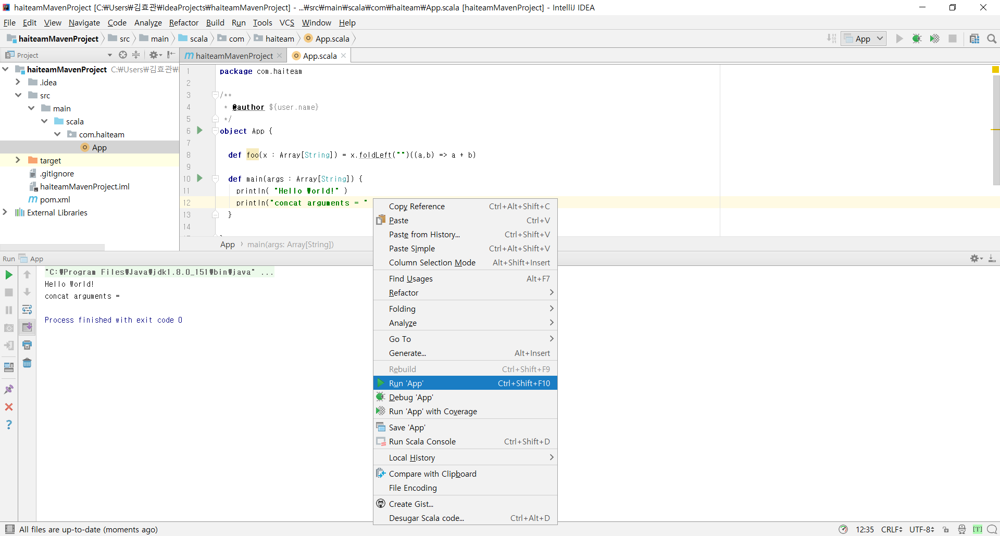 haiteamMavenProject [C:₩Users₩김효관₩IdeaProjects₩haiteamMavenProject] - ...₩src₩main₩scala₩com₩haiteam₩App.scala [haiteamMavenProject] - IntelliJ IDEA
File Edit View Navigate Code Analyze Refactor Build Run Tools VCS Window Help
haiteamMavenProject src main scala com haiteam App.scala
App
Project
haiteamMavenProject App.scala
haiteamMavenProject C:₩Users₩김효관₩
.idea
src
main
scala
com.haiteam
App
target
.gitignore
haiteamMavenProject.iml
pom.xml
External Libraries
1 package com.haiteam
2
3 /**
4 * @author ${user.name}
5 */
6 object App {
7
8 def foo(x : Array[String]) = x.foldLeft("")((a,b) => a + b)
9
10 def main(args : Array[String]) {
11 println( "Hello World!" )
12 println("concat arguments = "
13 }
14
App › main(args: Array[String])
Run App
"C:₩Program Files₩Java₩jdk1.8.0_151₩bin₩java" ...
Hello World!
concat arguments =
Process finished with exit code 0
Copy Reference Ctrl+Alt+Shift+C
Paste Ctrl+V
Paste from History... Ctrl+Shift+V
Paste Simple Ctrl+Alt+Shift+V
Column Selection Mode Alt+Shift+Insert
Find Usages Alt+F7
Refactor
Folding
Analyze
Go To
Generate... Alt+Insert
Rebuild Ctrl+Shift+F9
Run 'App' Ctrl+Shift+F10
Debug 'App'
Run 'App' with Coverage
Save 'App'
Run Scala Console Ctrl+Shift+D
Local History
Compare with Clipboard
File Encoding
Create Gist...
Desugar Scala code... Ctrl+Alt+D
All files are up-to-date (moments ago)
12:35 CRLF UTF-8 [T]